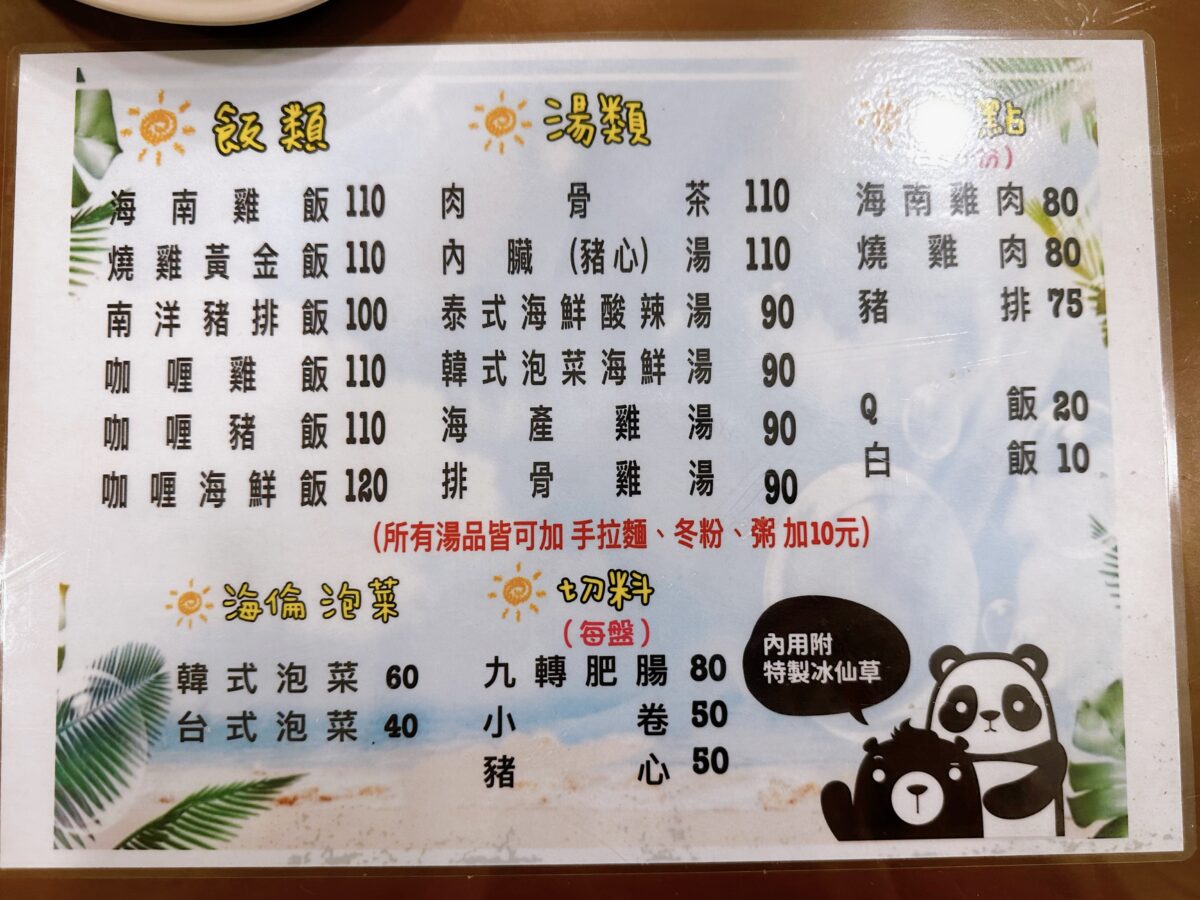 飯類
海南雞飯 110
燒雞黃金飯 110
南洋豬排飯 100
咖喱雞飯 110
咖喱豬飯 110
咖喱海鮮飯 120
湯類
肉骨茶 110
內臟(豬心)湯 110
泰式海鮮酸辣湯 90
韓式泡菜海鮮湯 90
海產雞湯 90
排骨雞湯 90
點
海南雞肉 80
燒雞肉 80
豬排 75
Q飯 20
白飯 10
(所有湯品皆可加 手拉麵、冬粉、粥 加10元)
海倫 泡菜
韓式泡菜 60
台式泡菜 40
切料
(每盤)
九轉肥腸 80
小卷 50
豬心 50
內用附
特製冰仙草